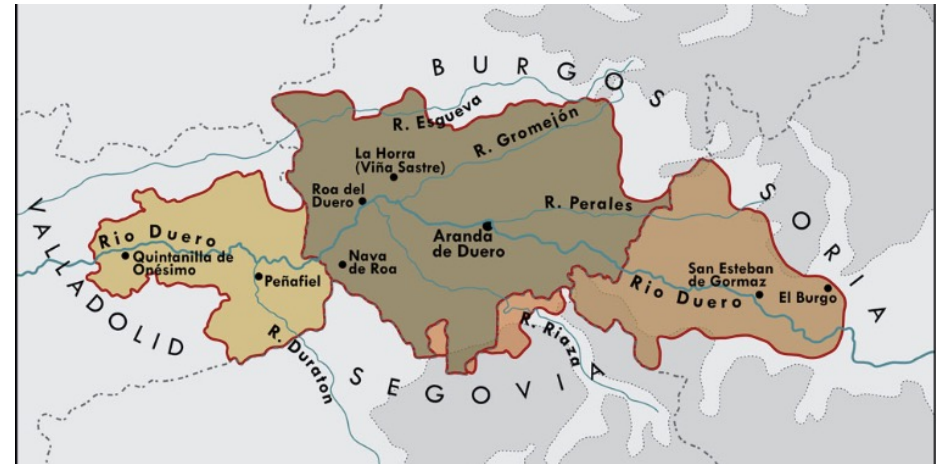 BURGOS
R. Esgueva
R. Gromejón
La Horra
(Viña Sastre)
Roa del
Duero
R. Perales
SORIA
VALLADOLID
Rio Duero
Quintanilla de
Onésimo
Peñafiel
Nava
de Roa
Aranda
de Duero
San Esteban
de Gormaz
El Burgo
Rio Duero
R. Duraton
R. Riaza
SEGOVIA